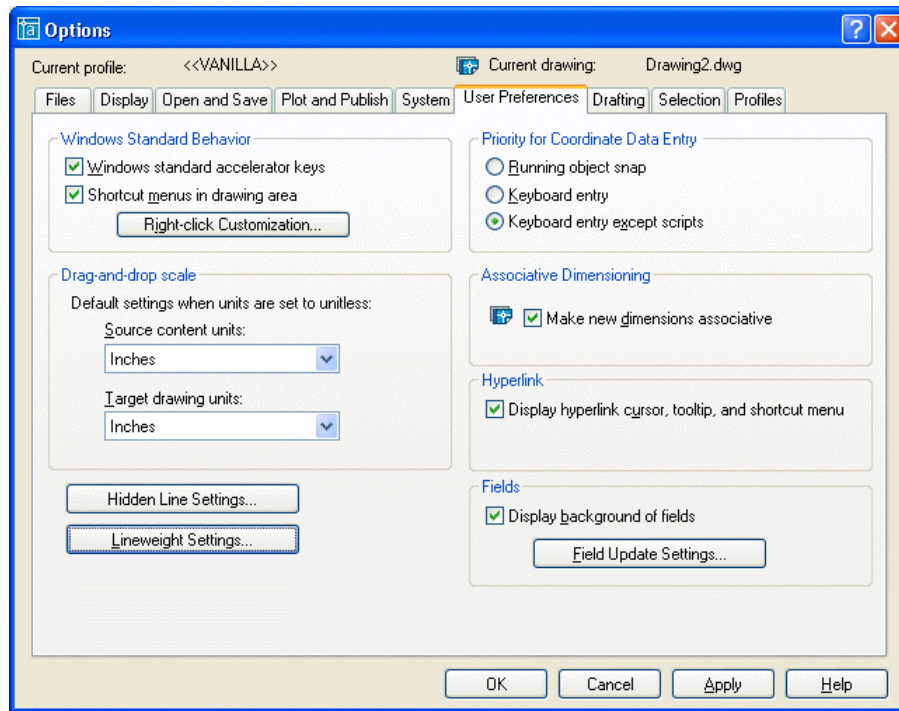 Options
Current profile: <<VANILLA>> Current drawing: Drawing2.dwg
Files Display Open and Save Plot and Publish System User Preferences Drafting Selection Profiles
Windows Standard Behavior
Windows standard accelerator keys
Shortcut menus in drawing area
Right-click Customization...
Drag-and-drop scale
Default settings when units are set to unitless:
Source content units:
Inches
Target drawing units:
Inches
Hidden Line Settings...
Lineweight Settings...
Priority for Coordinate Data Entry
Running object snap
Keyboard entry
Keyboard entry except scripts
Associative Dimensioning
Make new dimensions associative
Hyperlink
Display hyperlink cursor, tooltip, and shortcut menu
Fields
Display background of fields
Field Update Settings...
OK Cancel Apply Help